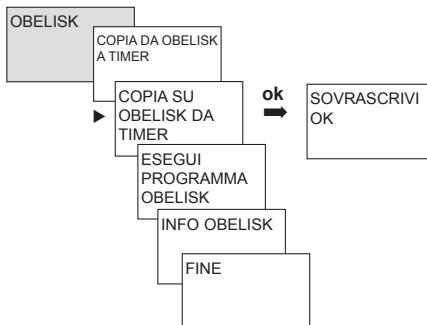 OBELISK
COPIA DA OBELISK
A TIMER
COPIA SU
OBELISK DA
TIMER
ok
SOVRASCRIVI
OK
ESEGUI
PROGRAMMA
OBELISK
INFO OBELISK
FINE